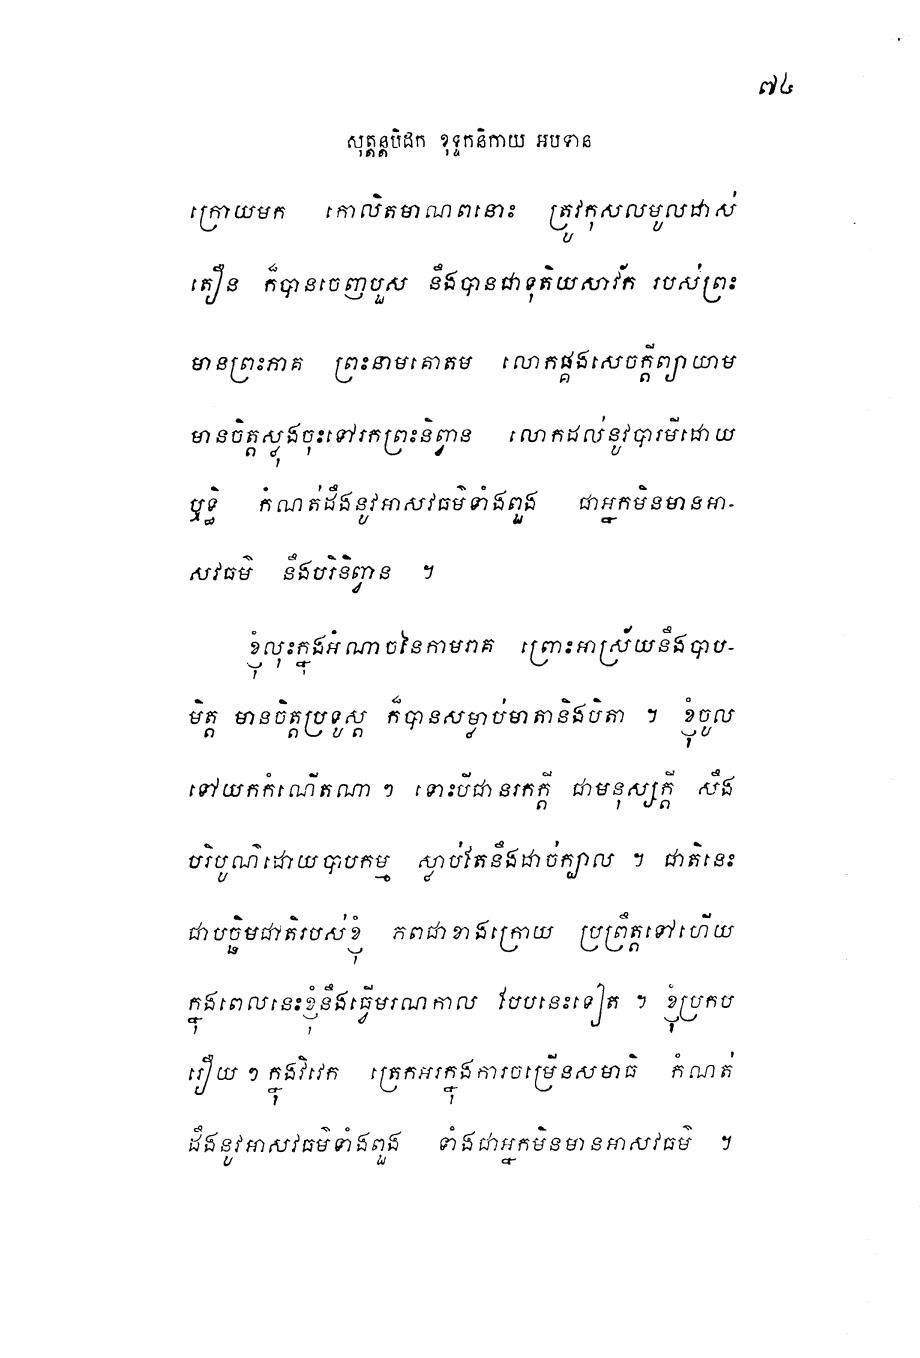 ៧៤
សុត្តន្តបិដក ខុទ្ទកនិកាយ អបទាន
ក្រោយមក កោលិតមាណពនោះ ត្រូវកុសលមូលដាស់
តឿន ក៏បានចេញបួស នឹងបានជាទុតិយសាវ័ក របស់ព្រះ
មានព្រះភាគ ព្រះនាមគោតម លោកផ្គងសេចក្តីព្យាយាម
មានចិត្តស្លុងចុះទៅរកព្រះនិព្វាន លោកដល់នូវបារមីដោយ
ឫទ្ធិ កំណត់ដឹងនូវអាសវធម៌ទាំងពួង ជាអ្នកមិនមានអា-
សវធម៌ នឹងបរិនិព្វាន ។
ខ្ញុំលុះក្នុងអំណាចនៃកាមរាគ ព្រោះអាស្រ័យនឹងបាប-
មិត្ត មានចិត្តប្រទូស្ត ក៏បានសម្លាប់មាតានិងបិតា ។ ខ្ញុំចូល
ទៅយកកំណើតណា ៗ ទោះបីជានរកក្តី ជាមនុស្សក្តី សឹង
បរិបូណ៌ដោយបាបកម្ម ស្លាប់តែនឹងដាច់ក្បាល ។ ជាតិនេះ
ជាបច្ឆិមជាតិរបស់ខ្ញុំ ភពជាខាងក្រោយ ប្រព្រឹត្តទៅហើយ
ក្នុងពេលនេះខ្ញុំនឹងធ្វើមរណកាល បែបនេះទៀត ។ ខ្ញុំប្រកប
រឿយ ៗ ក្នុងវិវេក ត្រេកអរក្នុងការចម្រើនសមាធិ កំណត់
ដឹងនូវអាសវធម៌ទាំងពួង ទាំងជាអ្នកមិនមានអាសវធម៌ ។